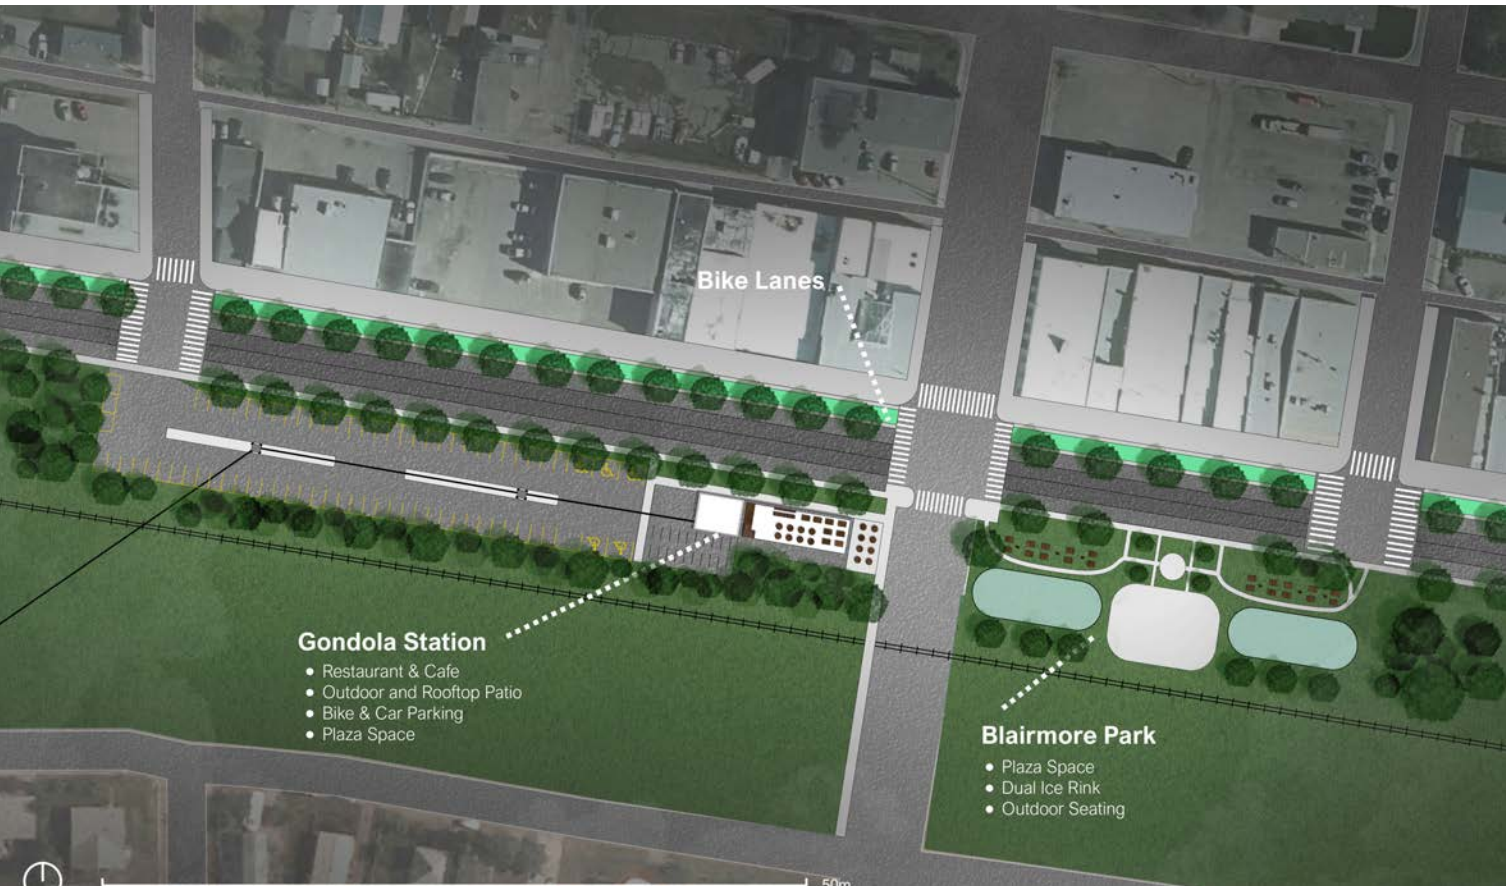 Bike Lanes
Gondola Station
• Restaurant & Cafe
• Outdoor and Rooftop Patio
• Bike & Car Parking
• Plaza Space
Blairmore Park
• Plaza Space
• Dual Ice Rink
• Outdoor Seating
50m